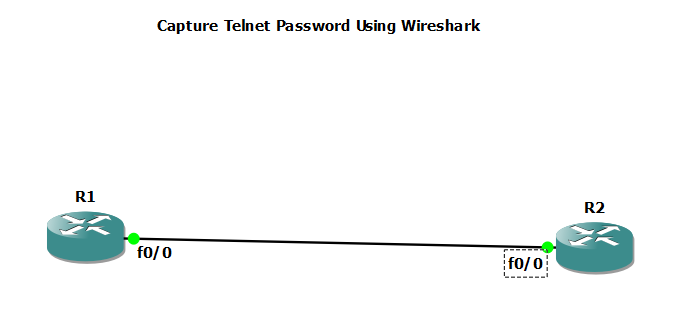 Capture Telnet Password Using Wireshark
R1
R2
f0/0
f0/0